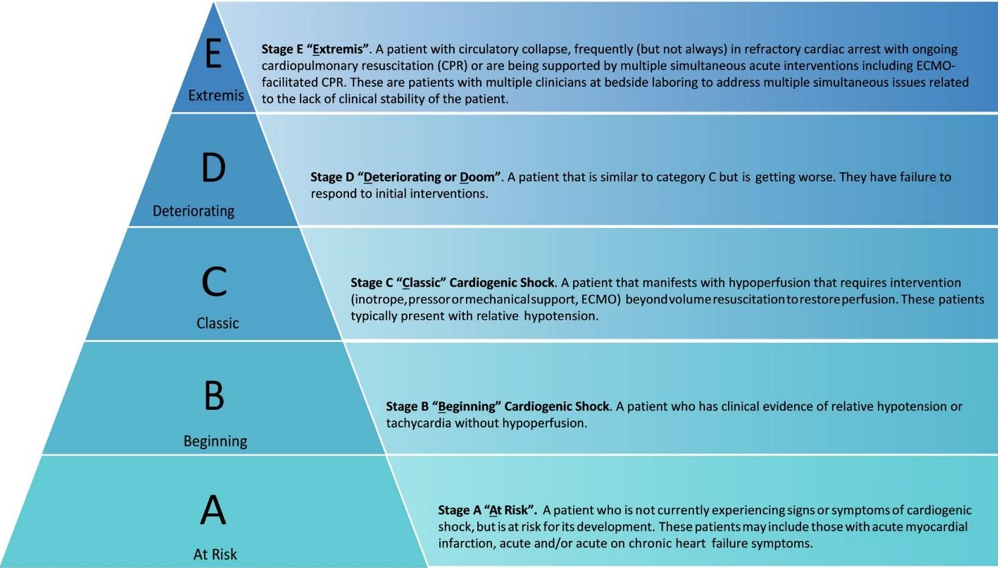 E
Extremis
Stage E “Extremis”. A patient with circulatory collapse, frequently (but not always) in refractory cardiac arrest with ongoing
cardiopulmonary resuscitation (CPR) or are being supported by multiple simultaneous acute interventions including ECMO-
facilitated CPR. These are patients with multiple clinicians at bedside laboring to address multiple simultaneous issues related
to the lack of clinical stability of the patient.
D
Deteriorating
Stage D “Deteriorating or Doom”. A patient that is similar to category C but is getting worse. They have failure to
respond to initial interventions.
C
Classic
Stage C “Classic” Cardiogenic Shock. A patient that manifests with hypoperfusion that requires intervention
(inotrope, pressor or mechanical support, ECMO) beyond volume resuscitation to restore perfusion. These patients
typically present with relative hypotension.
B
Beginning
Stage B “Beginning” Cardiogenic Shock. A patient who has clinical evidence of relative hypotension or
tachycardia without hypoperfusion.
A
At Risk
Stage A “At Risk”. A patient who is not currently experiencing signs or symptoms of cardiogenic
shock, but is at risk for its development. These patients may include those with acute myocardial
infarction, acute and/or acute on chronic heart failure symptoms.